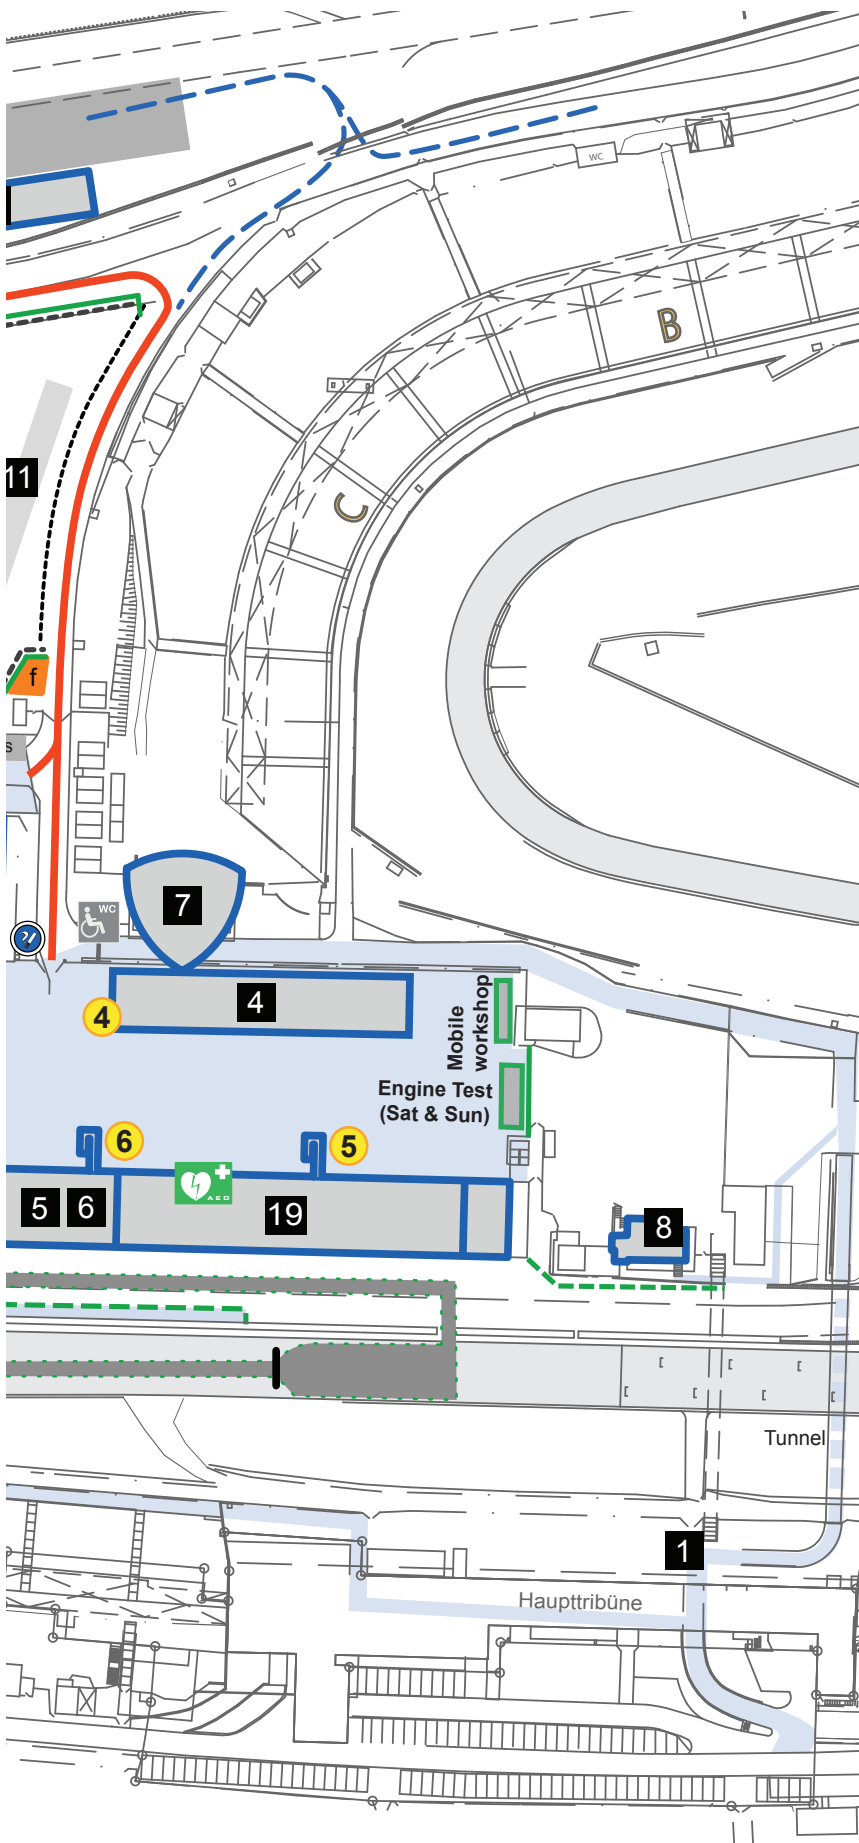 WC
B
11
C
f
s
7
WC
4
4
Mobile
workshop
Engine Test
(Sat & Sun)
6
5
AED
5
6
19
8
Tunnel
1
Haupttribüne